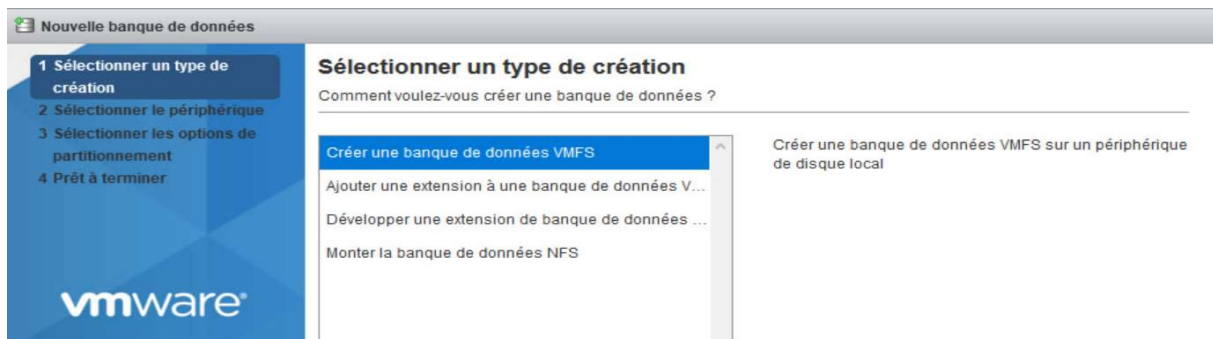 Nouvelle banque de données
1 Sélectionner un type de
création
2 Sélectionner le périphérique
3 Sélectionner les options de
partitionnement
4 Prêt à terminer
vmware®
Sélectionner un type de création
Comment voulez-vous créer une banque de données ?
Créer une banque de données VMFS
Ajouter une extension à une banque de données V...
Développer une extension de banque de données ...
Monter la banque de données NFS
Créer une banque de données VMFS sur un périphérique
de disque local